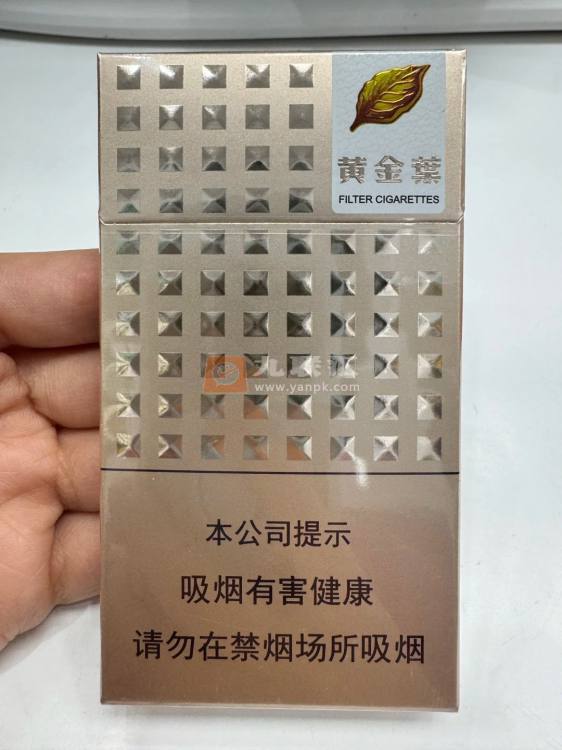 黄金葉
FILTER CIGARETTES
www.yanpk.com
本公司提示
吸烟有害健康
请勿在禁烟场所吸烟